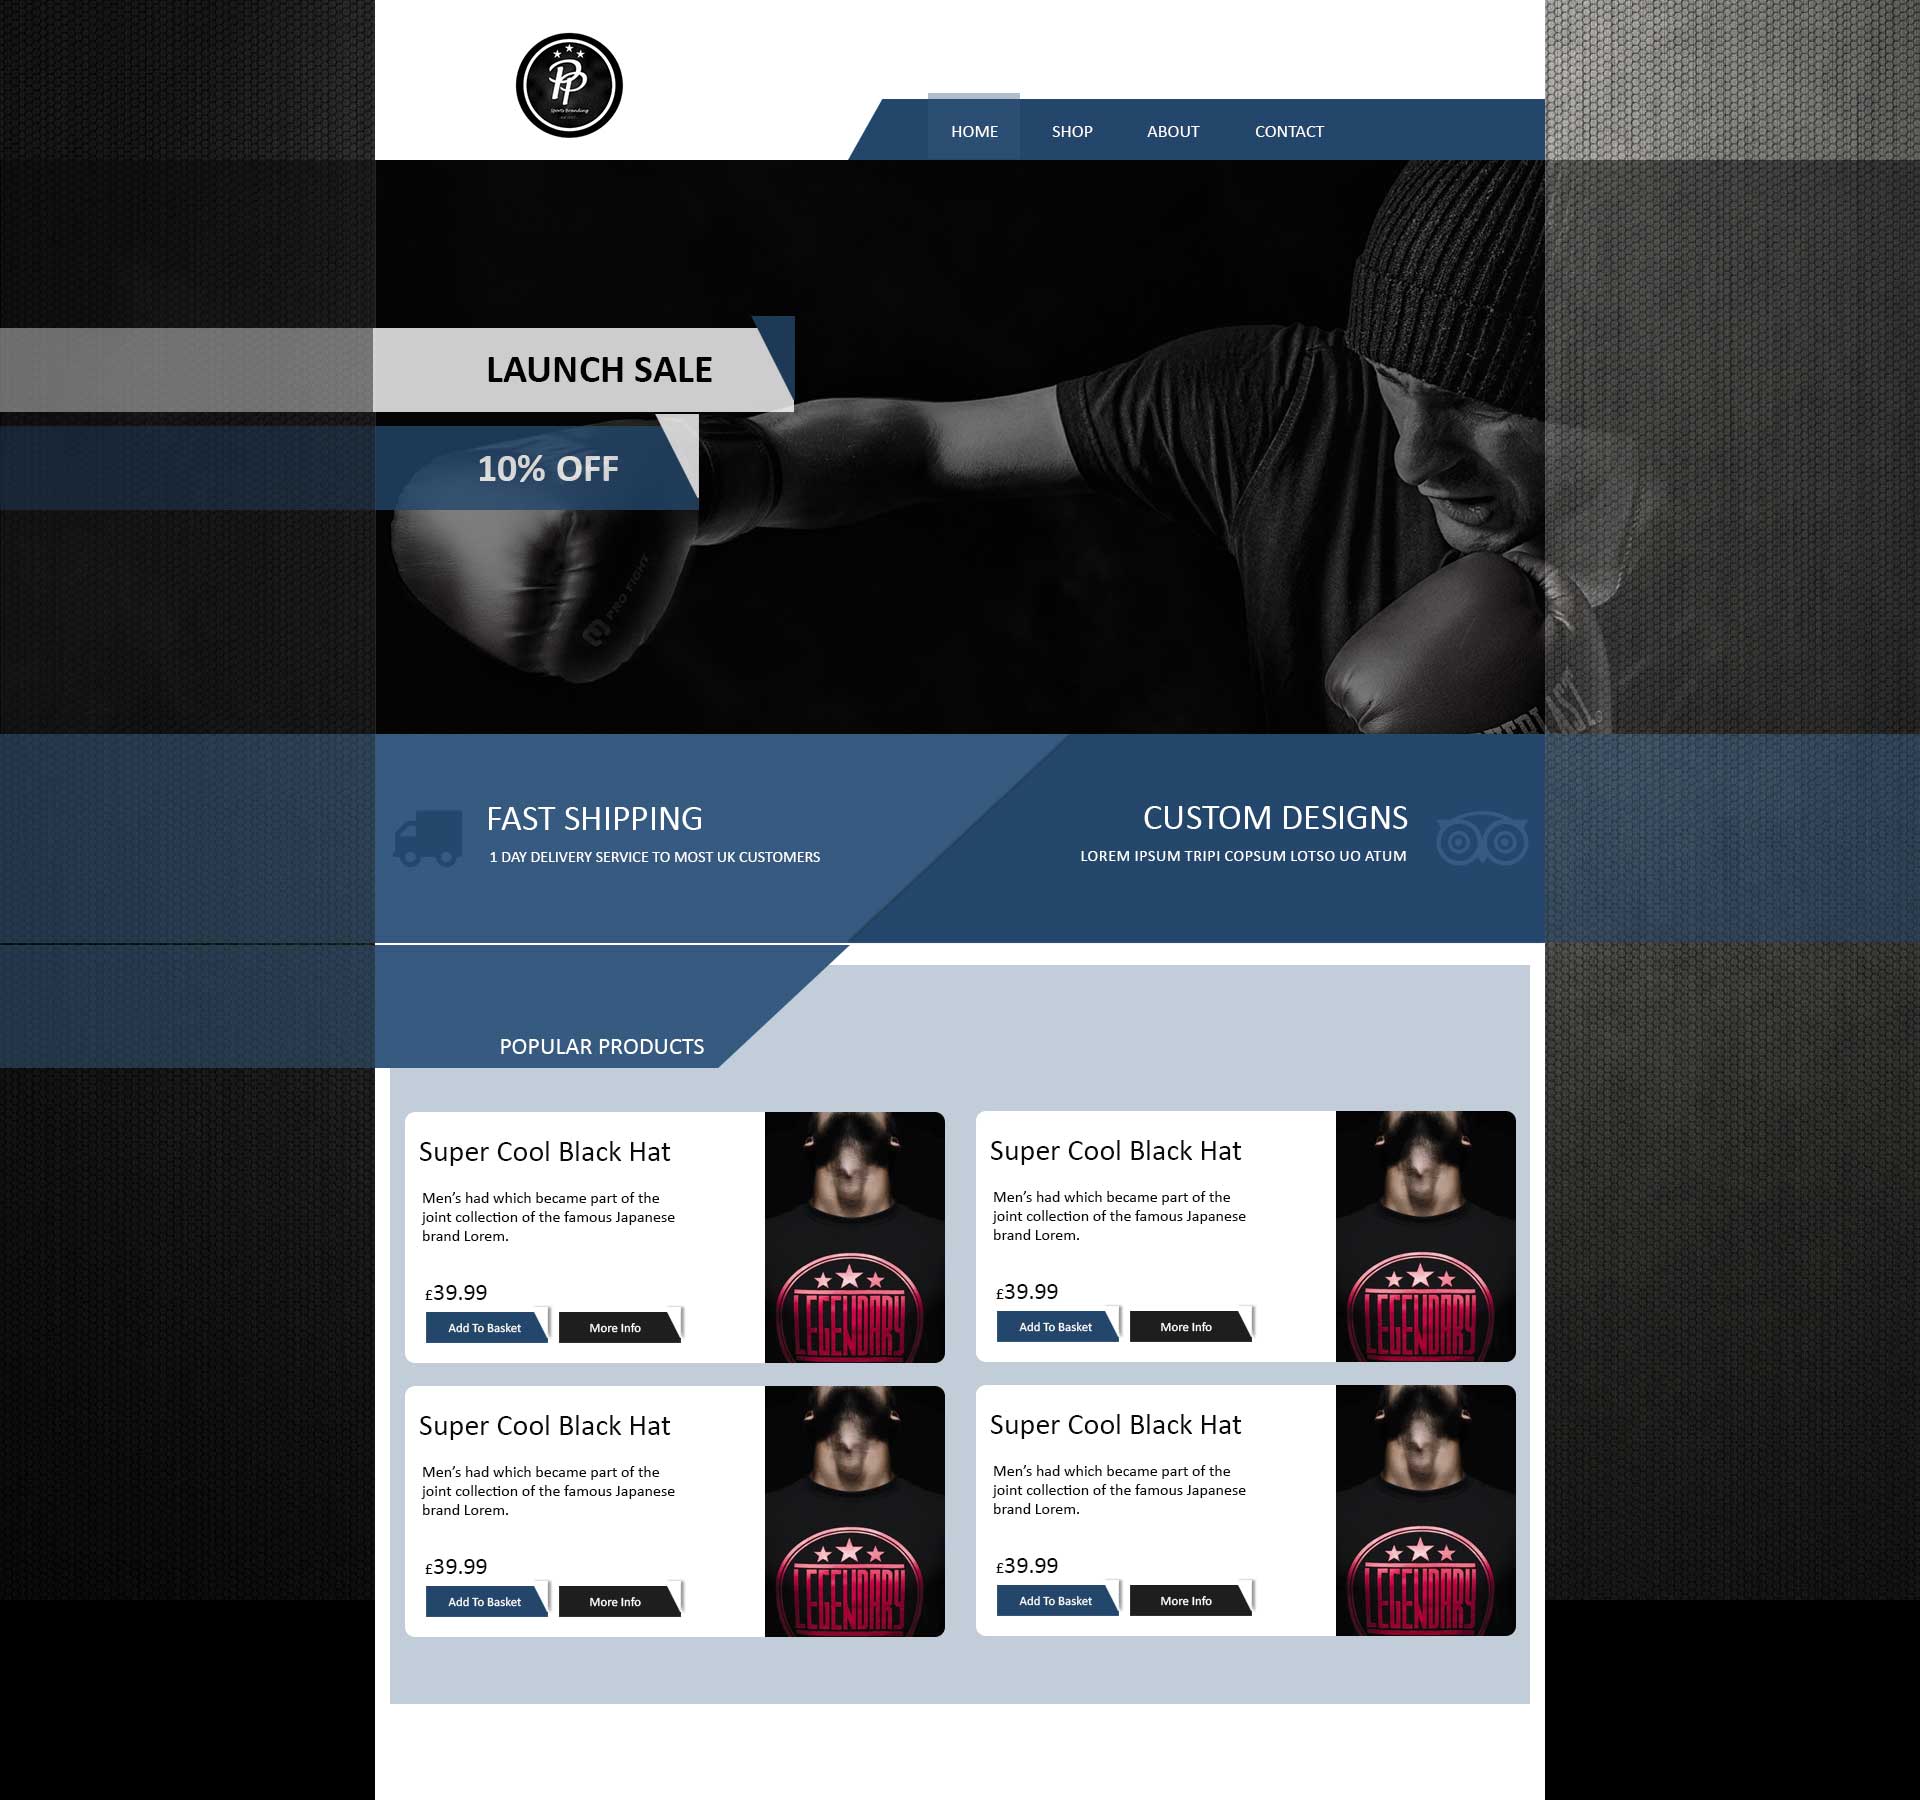 PP
Sports Branding
HOME SHOP ABOUT CONTACT
LAUNCH SALE
10% OFF
PRO FIGHT
FAST SHIPPING
1 DAY DELIVERY SERVICE TO MOST UK CUSTOMERS
CUSTOM DESIGNS
LOREM IPSUM TRIPI COPSUM LOTSO UO ATUM
POPULAR PRODUCTS
Super Cool Black Hat
Men’s had which became part of the
joint collection of the famous Japanese
brand Lorem.
£39.99
Add To Basket
More Info
LEGENDARY
Super Cool Black Hat
Men’s had which became part of the
joint collection of the famous Japanese
brand Lorem.
£39.99
Add To Basket
More Info
LEGENDARY
Super Cool Black Hat
Men’s had which became part of the
joint collection of the famous Japanese
brand Lorem.
£39.99
Add To Basket
More Info
LEGENDARY
Super Cool Black Hat
Men’s had which became part of the
joint collection of the famous Japanese
brand Lorem.
£39.99
Add To Basket
More Info
LEGENDARY